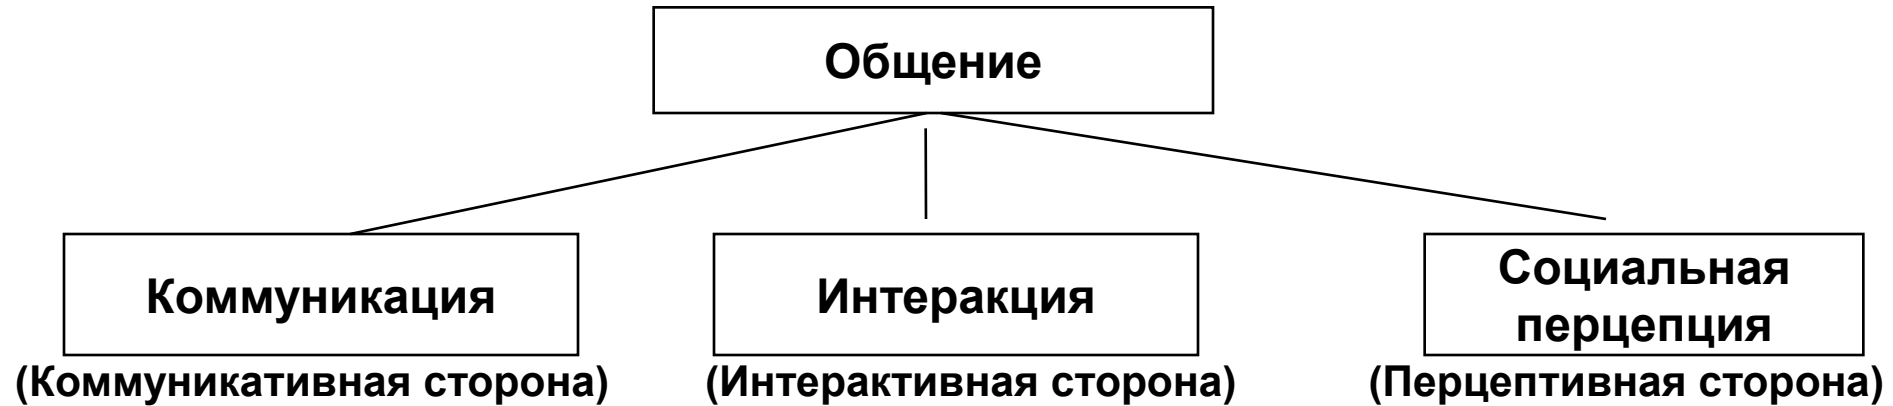 Общение
Коммуникация
Интеракция
Социальная
перцепция
(Коммуникативная сторона)
(Интерактивная сторона)
(Перцептивная сторона)